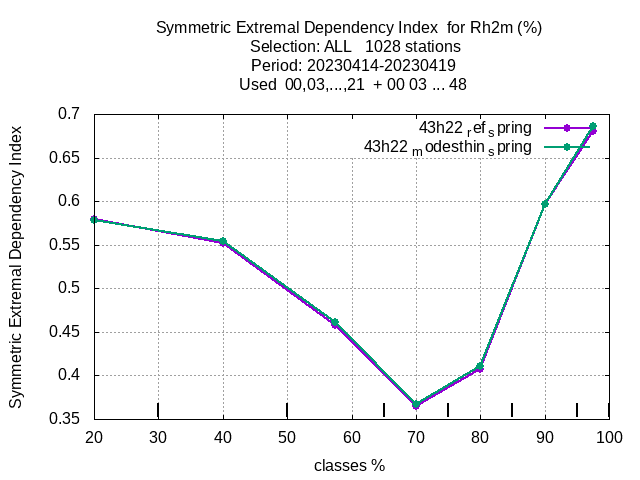 Symmetric Extremal Dependency Index  for Rh2m (%)
Selection: ALL   1028 stations
Period: 20230414-20230419
Used  00,03,...,21  + 00 03 ... 48
43h22 ref spring
43h22 modesthin spring
Symmetric Extremal Dependency Index
0.7
0.65
0.6
0.55
0.5
0.45
0.4
0.35
20 30 40 50 60 70 80 90 100
classes %